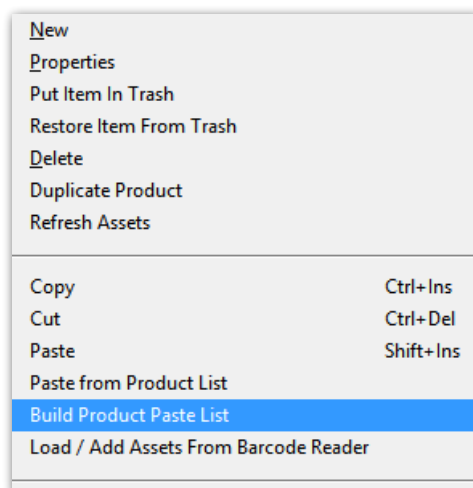 New
Properties
Put Item In Trash
Restore Item From Trash
Delete
Duplicate Product
Refresh Assets
Copy Ctrl+Ins
Cut Ctrl+Del
Paste Shift+Ins
Paste from Product List
Build Product Paste List
Load / Add Assets From Barcode Reader